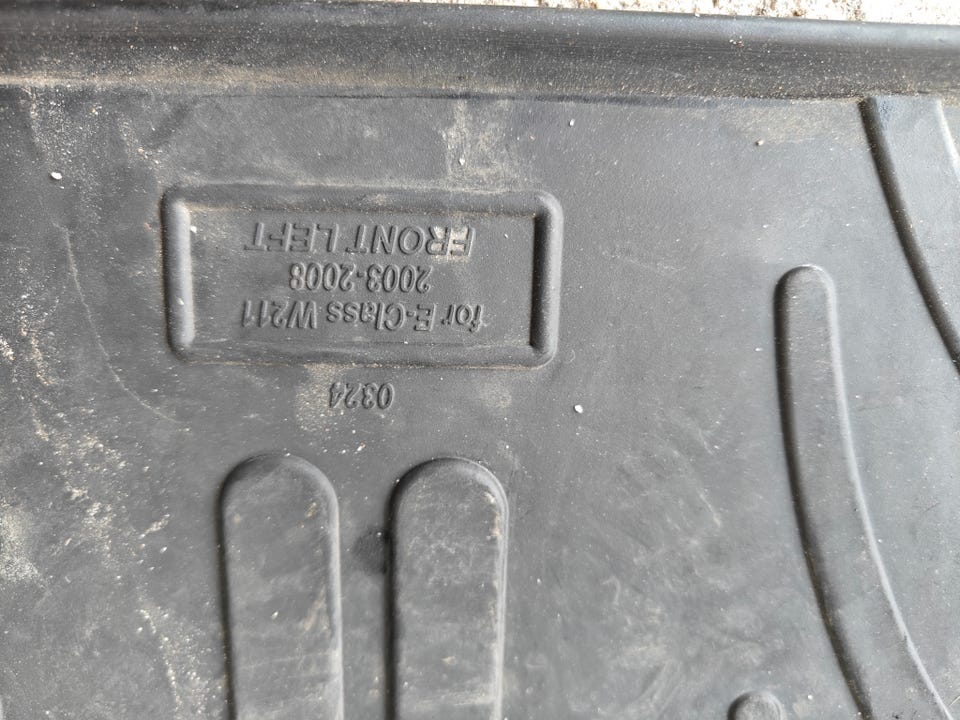 0324
for E-Class W211
2003-2008
FRONT LEFT